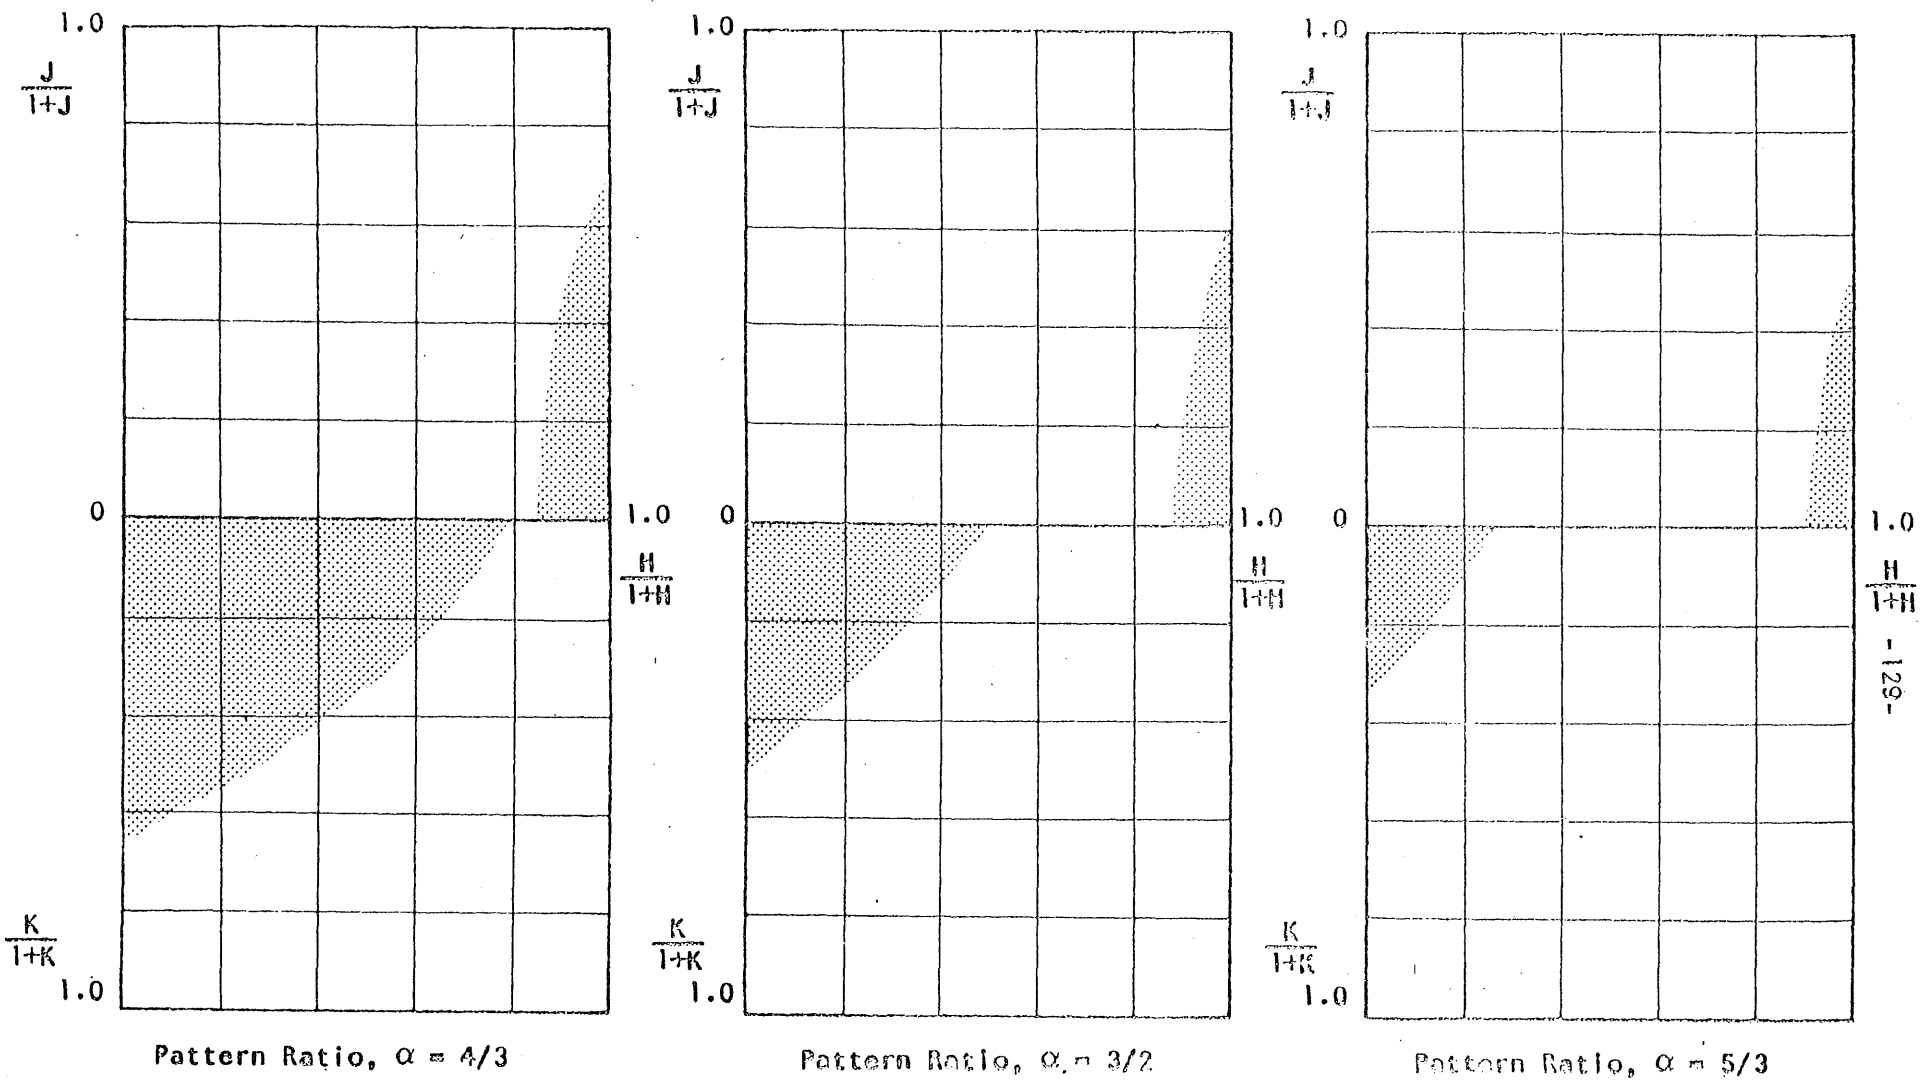 1.0
J
1+J
0
1.0
H
1+H
K
1+K
1.0
Pattern Ratio, α = 4/3
1.0
J
1+J
0
1.0
H
1+H
K
1+K
1.0
Pattern Ratio, α = 3/2
1.0
J
1+J
0
1.0
H
1+H
K
1+K
1.0
Pattern Ratio, α = 5/3
-129-